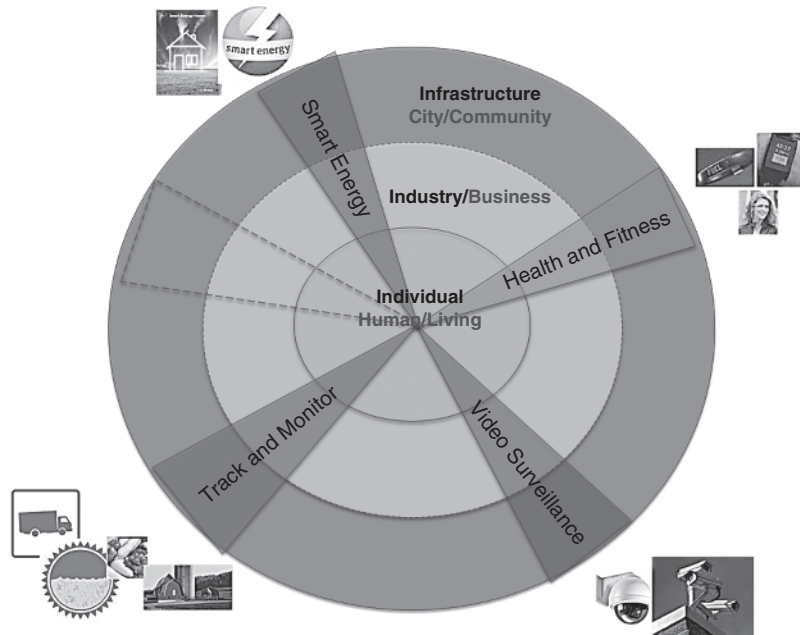 smart energy
Infrastructure
City/Community
Smart Energy
Industry/Business
FUEL
Health and Fitness
Individual
Human/Living
Track and Monitor
Video Surveillance